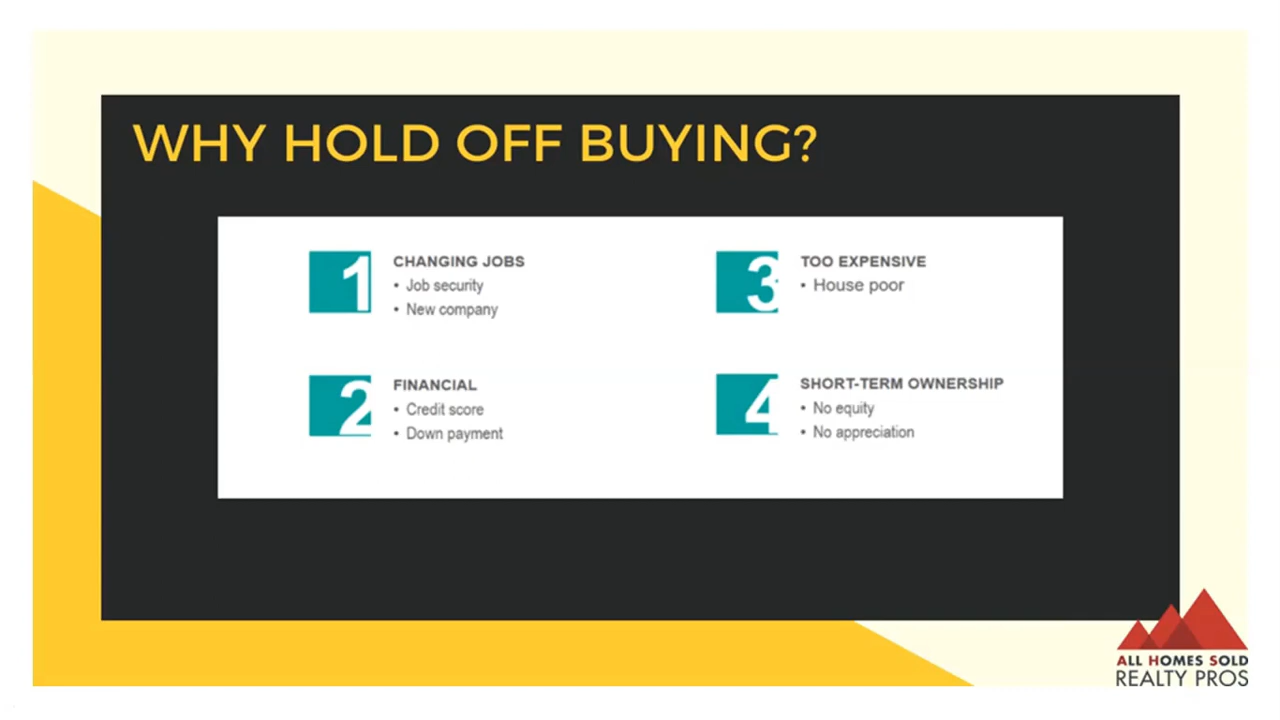 WHY HOLD OFF BUYING?
1
CHANGING JOBS
• Job security
• New company
2
FINANCIAL
• Credit score
• Down payment
3
TOO EXPENSIVE
• House poor
4
SHORT-TERM OWNERSHIP
• No equity
• No appreciation
ALL HOMES SOLD
REALTY PROS